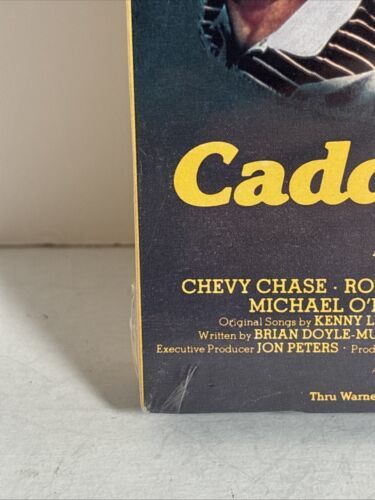 Cadd
CHEVY CHASE · RO
MICHAEL O'
Original Songs by KENNY L
Written by BRIAN DOYLE-MU
Executive Producer JON PETERS · Prod
Thru Warne